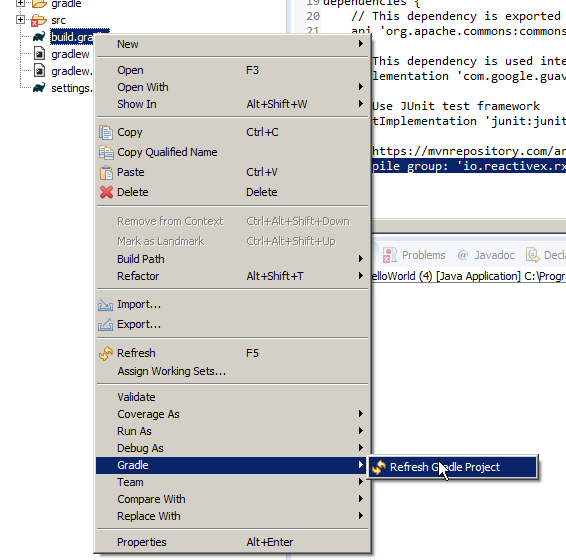 gradle
src
build.gra
gradlew
gradlew.
settings.
New
Open F3
Open With
Show In Alt+Shift+W
Copy Ctrl+C
Copy Qualified Name
Paste Ctrl+V
Delete Delete
Remove from Context Ctrl+Alt+Shift+Down
Mark as Landmark Ctrl+Alt+Shift+Up
Build Path
Refactor Alt+Shift+T
Import...
Export...
Refresh F5
Assign Working Sets...
Validate
Coverage As
Run As
Debug As
Gradle
Team
Compare With
Replace With
Properties Alt+Enter
Refresh Gradle Project
19 dependencies {
20 // This dependency is exported
21 api 'org.apache.commons:commons
This dependency is used inte
lementation 'com.google.guav
Use JUnit test framework
tImplementation 'junit:junit
https://mvnrepository.com/ar
pile group: 'io.reactivex.rx
Problems Javadoc Decla
elloWorld (4) [Java Application] C:\Progra